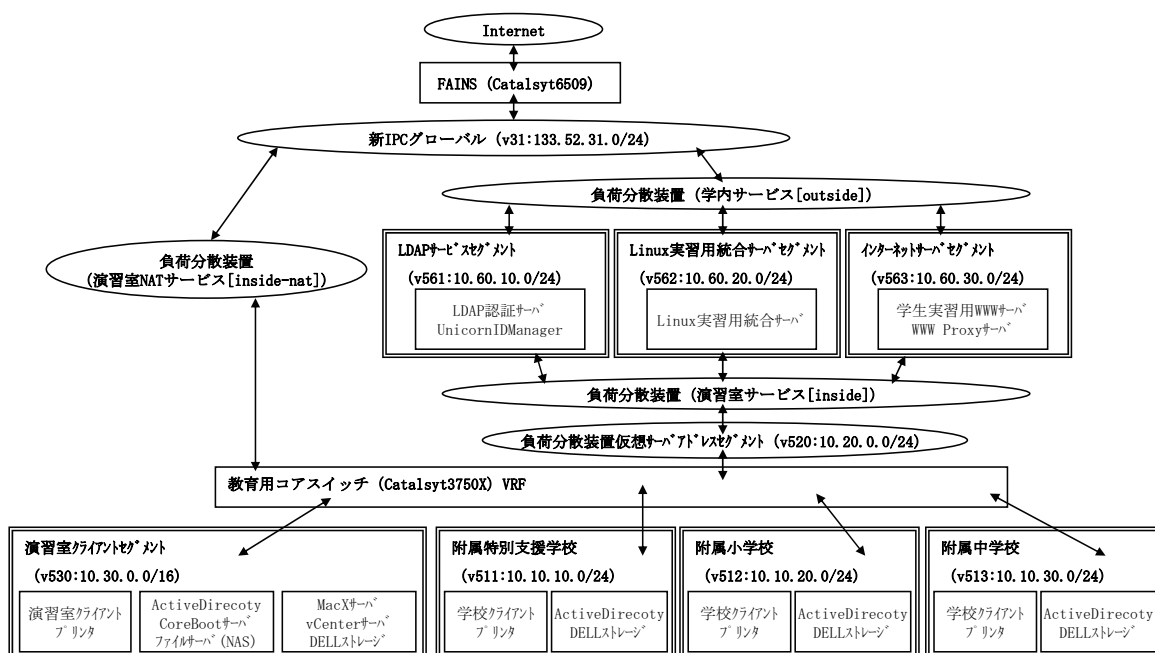 Internet
FAINS (Catalsyt6509)
新IPCグローバル (v31:133.52.31.0/24)
負荷分散装置 (学内サービス[outside])
負荷分散装置
(演習室NATサービス[inside-nat])
LDAPｻｰﾋﾞｽｾｸﾞﾒﾝﾄ
(v561:10.60.10.0/24)
LDAP認証ｻｰﾊﾞ
UnicornIDManager
Linux実習用統合ｻｰﾊﾞｾｸﾞﾒﾝﾄ
(v562:10.60.20.0/24)
Linux実習用統合ｻｰﾊﾞ
ｲﾝﾀｰﾈｯﾄｻｰﾊﾞｾｸﾞﾒﾝﾄ
(v563:10.60.30.0/24)
学生実習用WWWｻｰﾊﾞ
WWW Proxyｻｰﾊﾞ
負荷分散装置 (演習室サービス[inside])
負荷分散装置仮想ｻｰﾊﾞｱﾄﾞﾚｽｾｸﾞﾒﾝﾄ (v520:10.20.0.0/24)
教育用コアスイッチ (Catalsyt3750X) VRF
演習室ｸﾗｲｱﾝﾄｾｸﾞﾒﾝﾄ
(v530:10.30.0.0/16)
演習室ｸﾗｲｱﾝﾄ
ﾌﾟﾘﾝﾀ
ActiveDirecoty
CoreBootｻｰﾊﾞ
ﾌｧｲﾙｻｰﾊﾞ(NAS)
MacXｻｰﾊﾞ
vCenterｻｰﾊﾞ
DELLｽﾄﾚｰｼﾞ
附属特別支援学校
(v511:10.10.10.0/24)
学校ｸﾗｲｱﾝﾄ
ﾌﾟﾘﾝﾀ
ActiveDirecoty
DELLｽﾄﾚｰｼﾞ
附属小学校
(v512:10.10.20.0/24)
学校ｸﾗｲｱﾝﾄ
ﾌﾟﾘﾝﾀ
ActiveDirecoty
DELLｽﾄﾚｰｼﾞ
附属中学校
(v513:10.10.30.0/24)
学校ｸﾗｲｱﾝﾄ
ﾌﾟﾘﾝﾀ
ActiveDirecoty
DELLｽﾄﾚｰｼﾞ